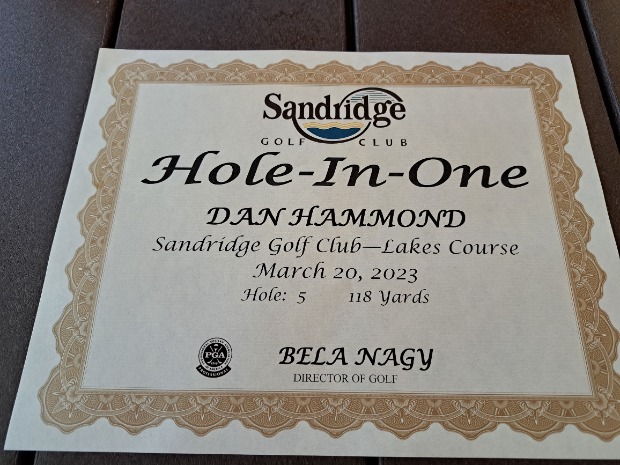 Sandridge
GOLF CLUB
Hole-In-One
DAN HAMMOND
Sandridge Golf Club—Lakes Course
March 20, 2023
Hole: 5 118 Yards
PGA
BELA NAGY
DIRECTOR OF GOLF